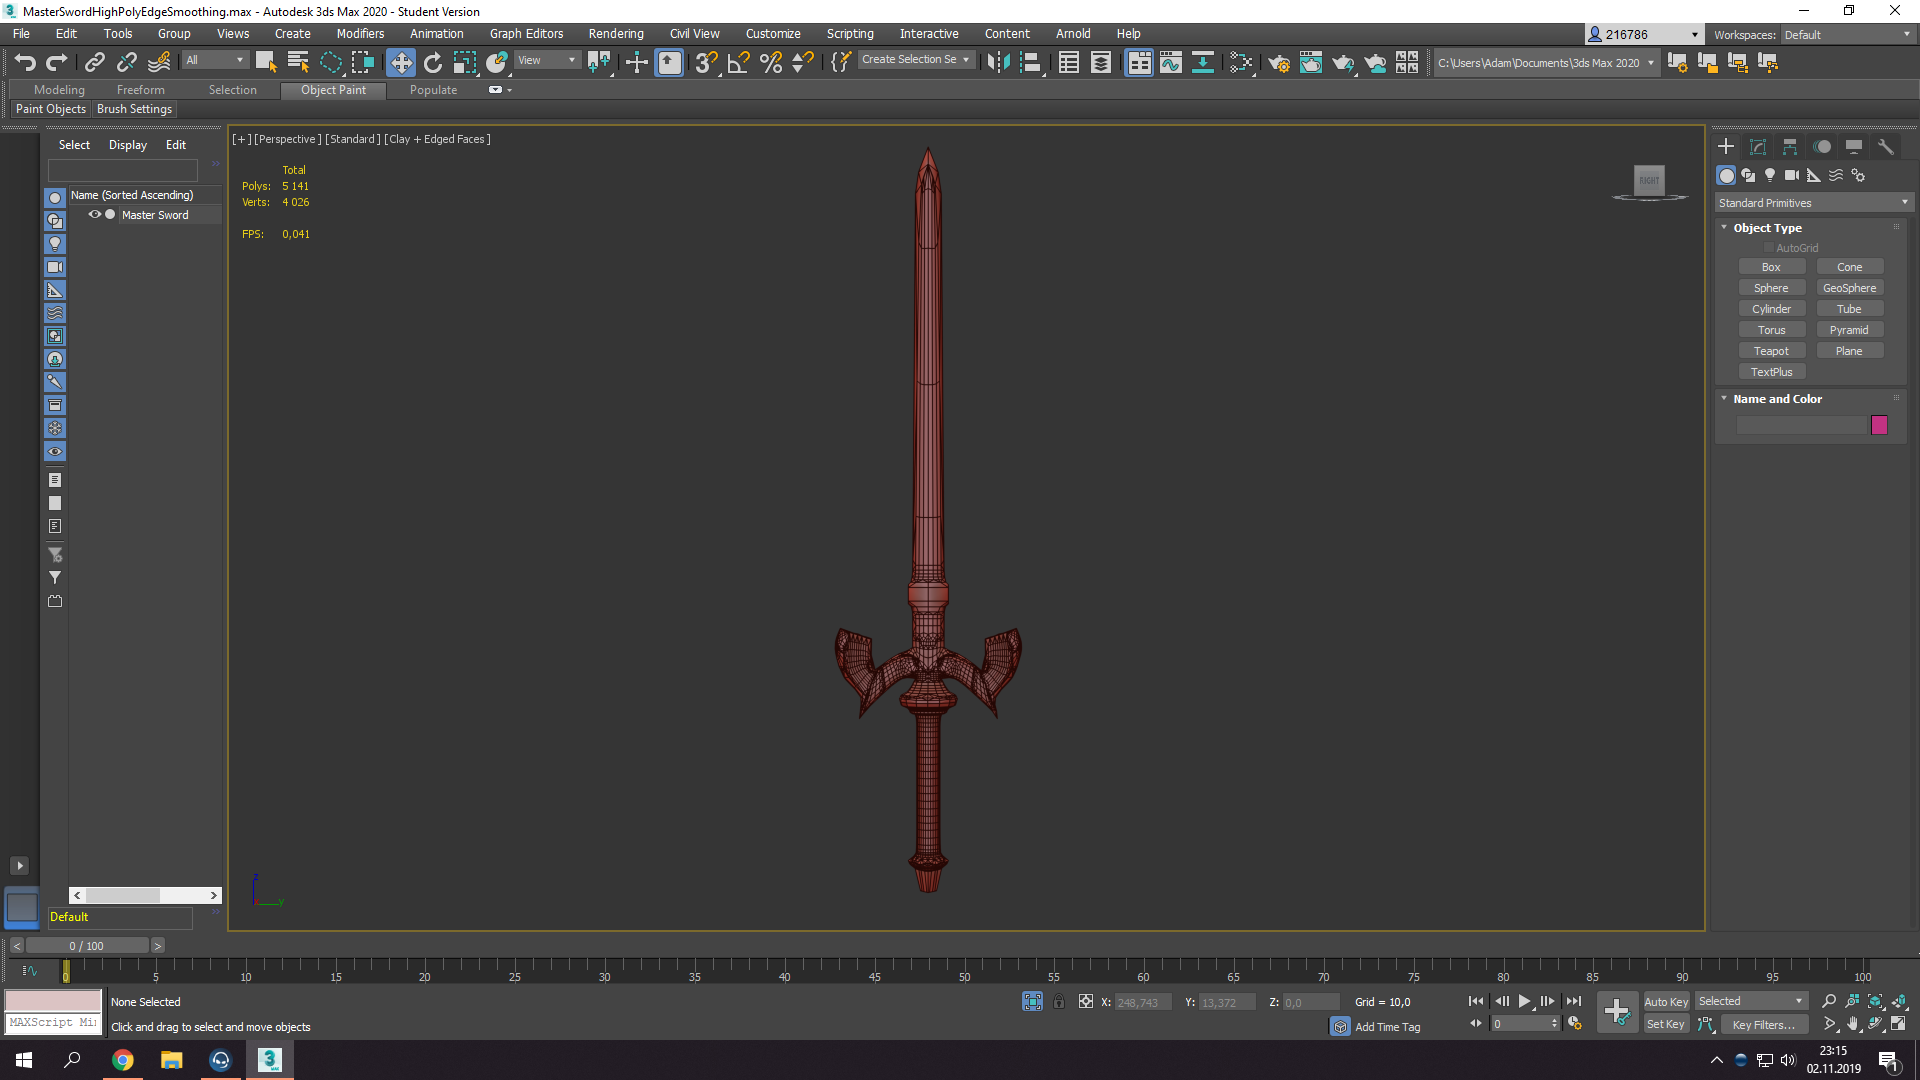 MasterSwordHighPolyEdgeSmoothing.max - Autodesk 3ds Max 2020 - Student Version
File Edit Tools Group Views Create Modifiers Animation Graph Editors Rendering Civil View Customize Scripting Interactive Content Arnold Help
216786 Workspaces: Default
All View Create Selection Se C:\Users\Adam\Documents\3ds Max 2020
Modeling Freeform Selection Object Paint Populate
Paint Objects Brush Settings
Select Display Edit
Name (Sorted Ascending)
Master Sword
Default
[+] [Perspective] [Standard] [Clay + Edged Faces]
Total
Polys: 5 141
Verts: 4 026
FPS: 0,041
RIGHT
z
y
Standard Primitives
Object Type
AutoGrid
Box Cone
Sphere GeoSphere
Cylinder Tube
Torus Pyramid
Teapot Plane
TextPlus
Name and Color
< 0 / 100 >
0 5 10 15 20 25 30 35 40 45 50 55 60 65 70 75 80 85 90 95 100
None Selected X: 248,743 Y: 13,372 Z: 0,0 Grid = 10,0 Auto Key Selected
MAXScript Mi Click and drag to select and move objects Add Time Tag 0 Set Key Key Filters...
23:15
02.11.2019
1